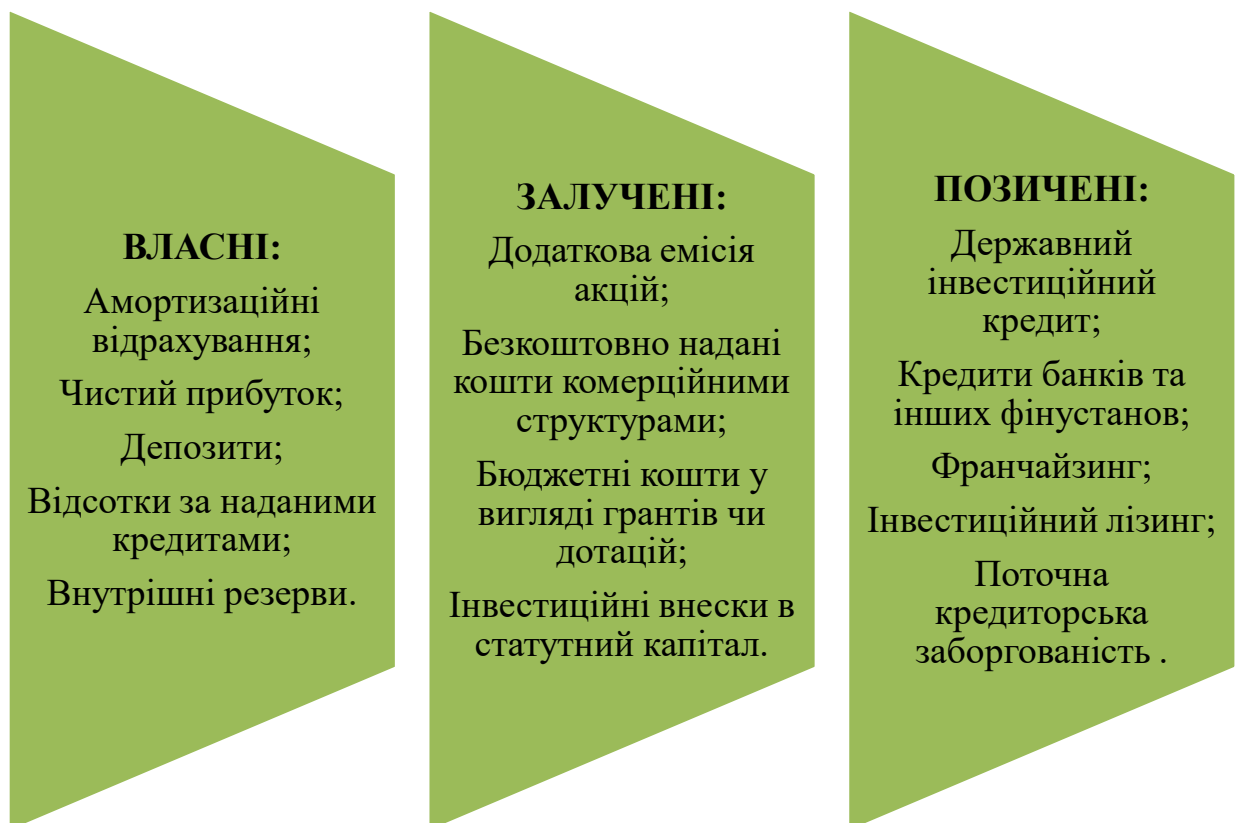 ВЛАСНІ:
Амортизаційні
відрахування;
Чистий прибуток;
Депозити;
Відсотки за наданими
кредитами;
Внутрішні резерви.
ЗАЛУЧЕНІ:
Додаткова емісія
акцій;
Безкоштовно надані
кошти комерційними
структурами;
Бюджетні кошти у
вигляді грантів чи
дотацій;
Інвестиційні внески в
статутний капітал.
ПОЗИЧЕНІ:
Державний
інвестиційний
кредит;
Кредити банків та
інших фінустанов;
Франчайзинг;
Інвестиційний лізинг;
Поточна
кредиторська
заборгованість .